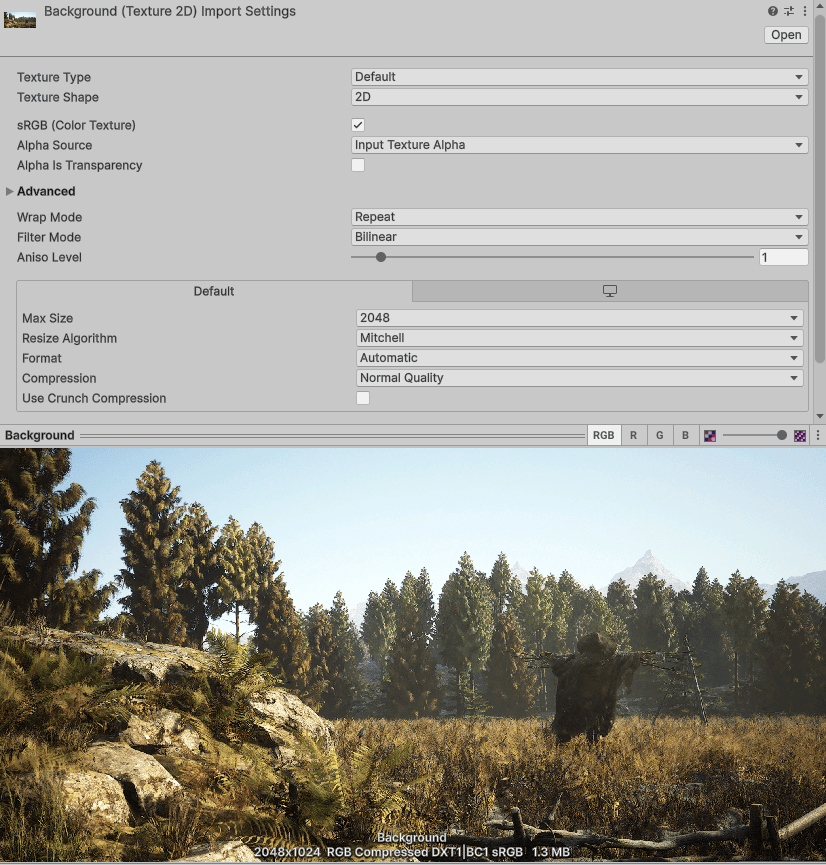 Background (Texture 2D) Import Settings
Open
Texture Type Default
Texture Shape 2D
sRGB (Color Texture)
Alpha Source Input Texture Alpha
Alpha Is Transparency
Advanced
Wrap Mode Repeat
Filter Mode Bilinear
Aniso Level 1
Default
Max Size 2048
Resize Algorithm Mitchell
Format Automatic
Compression Normal Quality
Use Crunch Compression
Background RGB R G B
Background
2048x1024 RGB Compressed DXT1|BC1 sRGB 1.3 MB